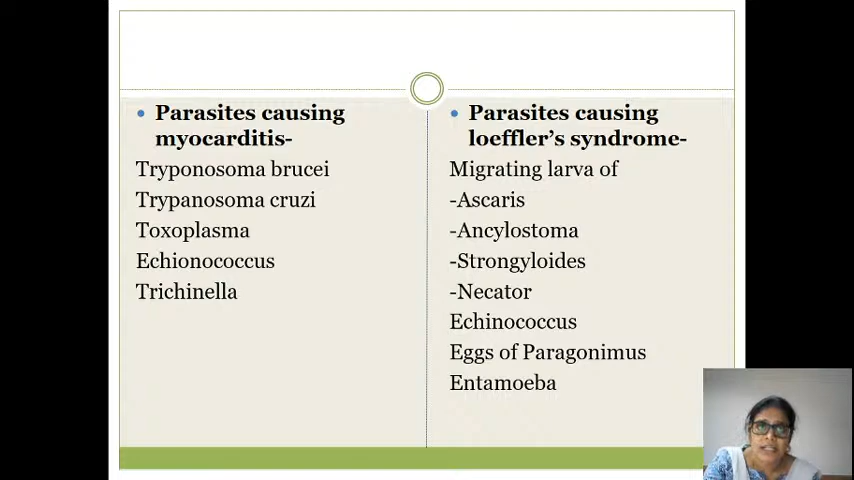 Parasites causing
myocarditis-
Tryponosoma brucei
Trypanosoma cruzi
Toxoplasma
Echionococcus
Trichinella
Parasites causing
loeffler's syndrome-
Migrating larva of
-Ascaris
-Ancylostoma
-Strongyloides
-Necator
Echinococcus
Eggs of Paragonimus
Entamoeba